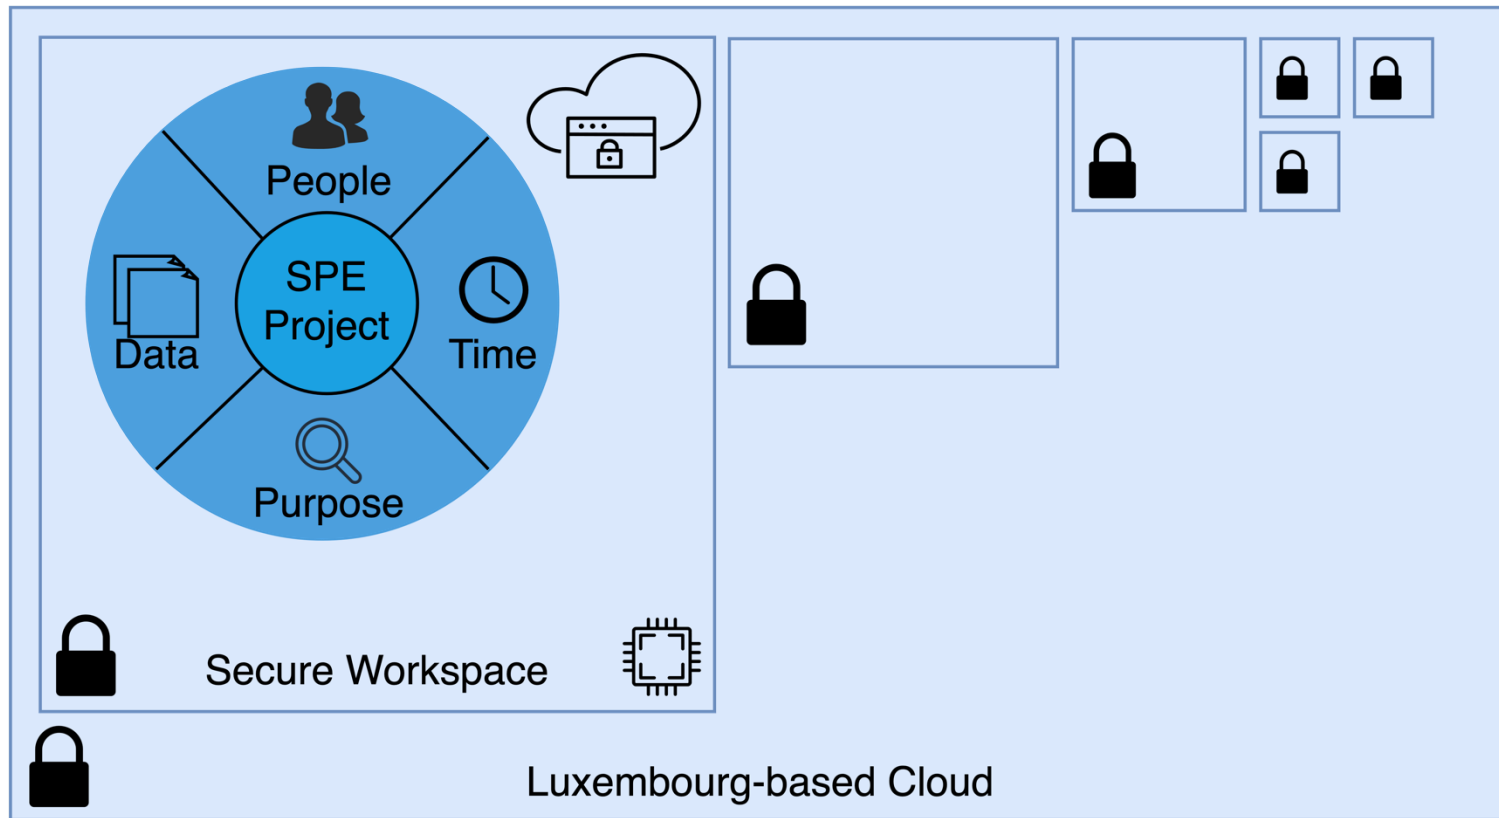 People
SPE
Project
Data
Time
Purpose
Secure Workspace
Luxembourg-based Cloud